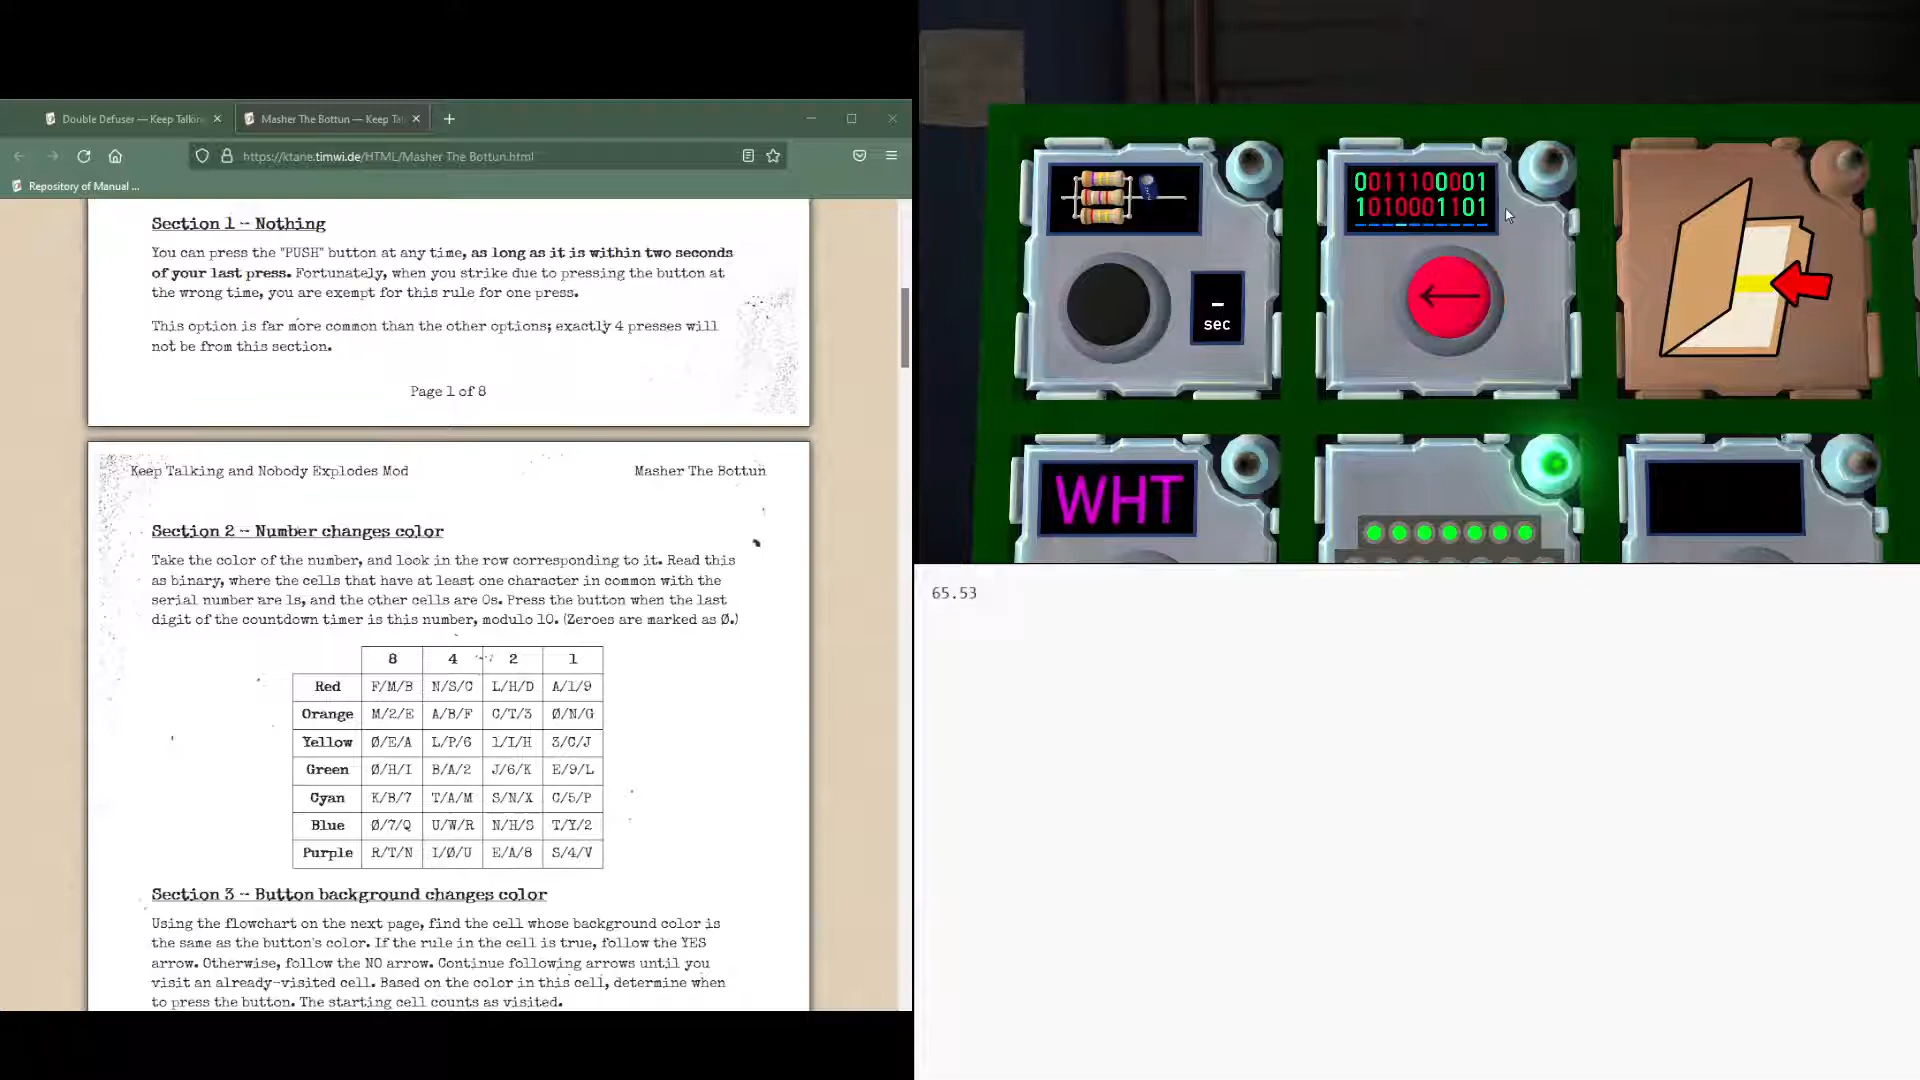 Double Defuser — Keep Talkin
Masher The Bottun — Keep Tal
https://ktane.timwi.de/HTML/Masher The Bottun.html
Repository of Manual ...
Section 1 - Nothing
You can press the "PUSH" button at any time, as long as it is within two seconds
of your last press. Fortunately, when you strike due to pressing the button at
the wrong time, you are exempt for this rule for one press.
This option is far more common than the other options; exactly 4 presses will
not be from this section.
Page 1 of 8
Keep Talking and Nobody Explodes Mod
Masher The Bottun
Section 2 - Number changes color
Take the color of the number, and look in the row corresponding to it. Read this
as binary, where the cells that have at least one character in common with the
serial number are 1s, and the other cells are 0s. Press the button when the last
digit of the countdown timer is this number, modulo 10. (Zeroes are marked as Ø.)
8 4 2 1
Red F/M/B N/S/C L/H/D A/1/9
Orange M/2/E A/B/F C/T/3 Ø/N/G
Yellow Ø/E/A L/P/6 1/I/H 3/C/J
Green Ø/H/I B/A/2 J/6/K E/9/L
Cyan K/B/7 T/A/M S/N/X C/5/P
Blue Ø/7/Q U/W/R N/H/S T/Y/2
Purple R/T/N I/Ø/U E/A/8 S/4/V
Section 3 - Button background changes color
Using the flowchart on the next page, find the cell whose background color is
the same as the button's color. If the rule in the cell is true, follow the YES
arrow. Otherwise, follow the NO arrow. Continue following arrows until you
visit an already-visited cell. Based on the color in this cell, determine when
to press the button. The starting cell counts as visited.
- sec
0011100001
1010001101
WHT
65.53